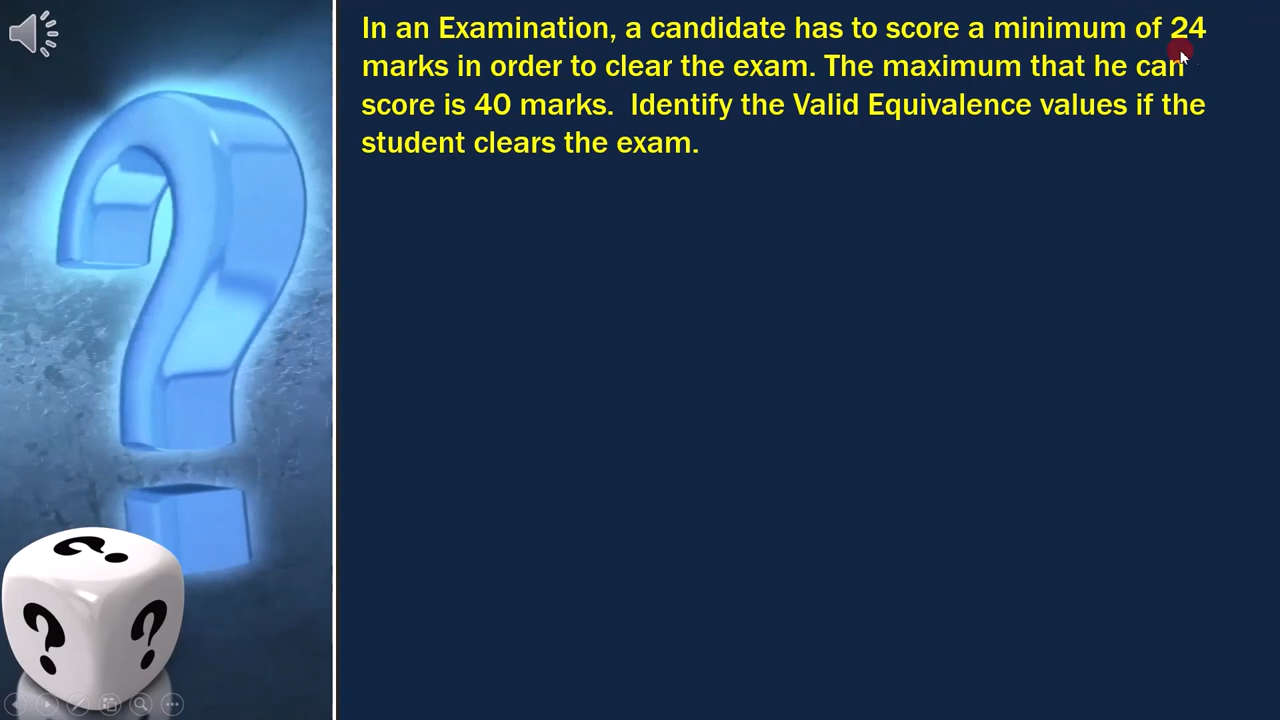 In an Examination, a candidate has to score a minimum of 24
marks in order to clear the exam. The maximum that he can
score is 40 marks.  Identify the Valid Equivalence values if the
student clears the exam.